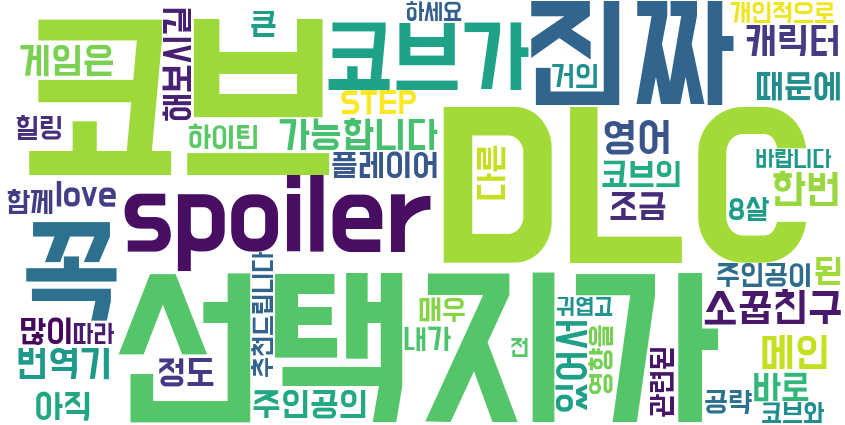 큰
하세요
개인적으로
게임은
코브
해보시길
코브가
진짜
거의
캐릭터
때문에
STEP
힐링
하이틴
가능합니다
플레이어
DLC
다른
영어
코브의
바랍니다
한번
함께
love
spoiler
조금
8살
꼭
선택지가
추천드립니다
매우
내가
전
귀엽고
있어서
영향을
주인공이
된
소꿉친구
많이
따라
번역기
정도
아직
주인공의
관련된
메인
바로
공략
코브와